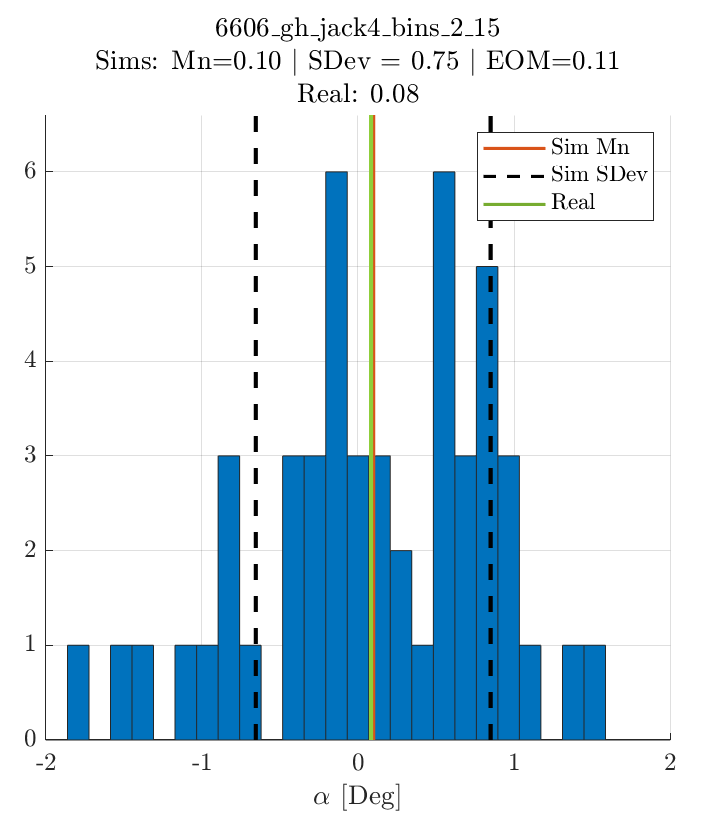 6606_gh_jack4_bins_2_15
Sims: Mn=0.10 | SDev = 0.75 | EOM=0.11
Real: 0.08
Sim Mn
Sim SDev
Real
6
5
4
3
2
1
0
-2 -1 0 1 2
α [Deg]